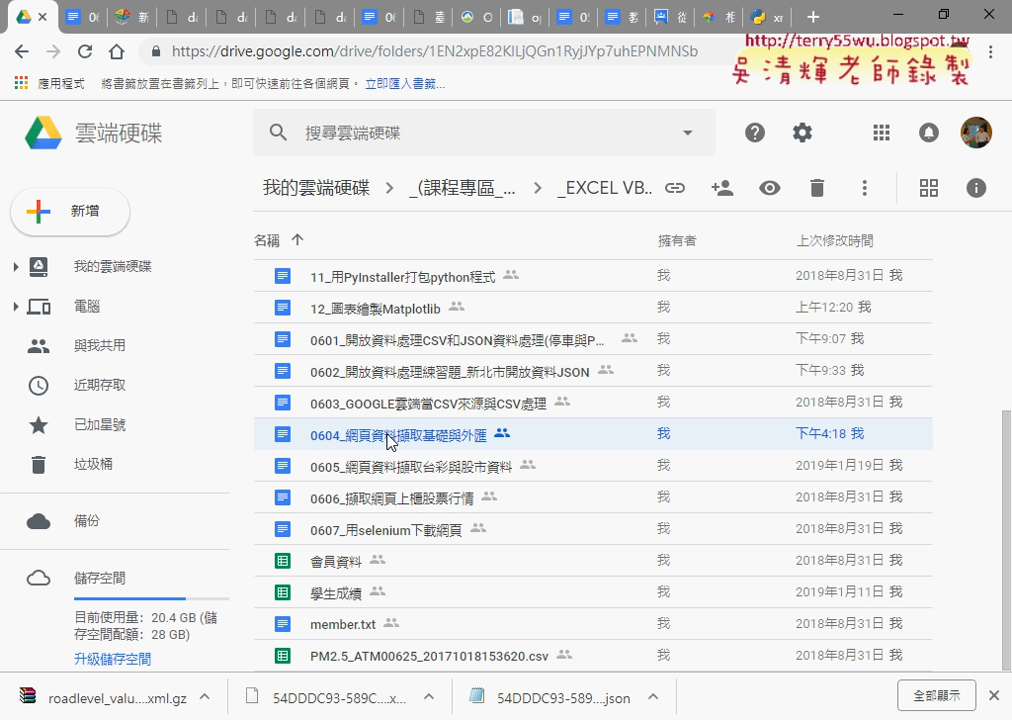 06
新
da
da
da
da
06
臺
O
op
0
教
從
根
xr
https://drive.google.com/drive/folders/1EN2xpE82KlLjQGn1RyjJYp7uhEPNMNSb
http://terry55wu.blogspot.tw
吳清輝老師錄製
應用程式 將書籤放置在書籤列上，即可快速前往各個網頁。 立即匯入書籤...
雲端硬碟
搜尋雲端硬碟
新增
我的雲端硬碟 > _(課程專區_... > _EXCEL VB..
名稱 擁有者 上次修改時間
我的雲端硬碟
電腦
與我共用
近期存取
已加星號
垃圾桶
備份
儲存空間
目前使用量: 20.4 GB (儲
存空間配額: 28 GB)
升級儲存空間
11_用PyInstaller打包python程式 我 2018年8月31日 我
12_圖表繪製Matplotlib 我 上午12:20 我
0601_開放資料處理CSV和JSON資料處理(停車與P... 我 下午9:07 我
0602_開放資料處理練習題_新北市開放資料JSON 我 下午9:33 我
0603_GOOGLE雲端當CSV來源與CSV處理 我 2018年8月31日 我
0604_網頁資料擷取基礎與外匯 我 下午4:18 我
0605_網頁資料擷取台彩與股市資料 我 2019年1月19日 我
0606_擷取網頁上櫃股票行情 我 2018年8月31日 我
0607_用selenium下載網頁 我 2018年8月31日 我
會員資料 我 2018年8月31日 我
學生成績 我 2019年1月11日 我
member.txt 我 2018年8月31日 我
PM2.5_ATM00625_20171018153620.csv 我 2018年8月31日 我
roadlevel_valu....xml.gz
54DDDC93-589C....x...
54DDDC93-589....json
全部顯示